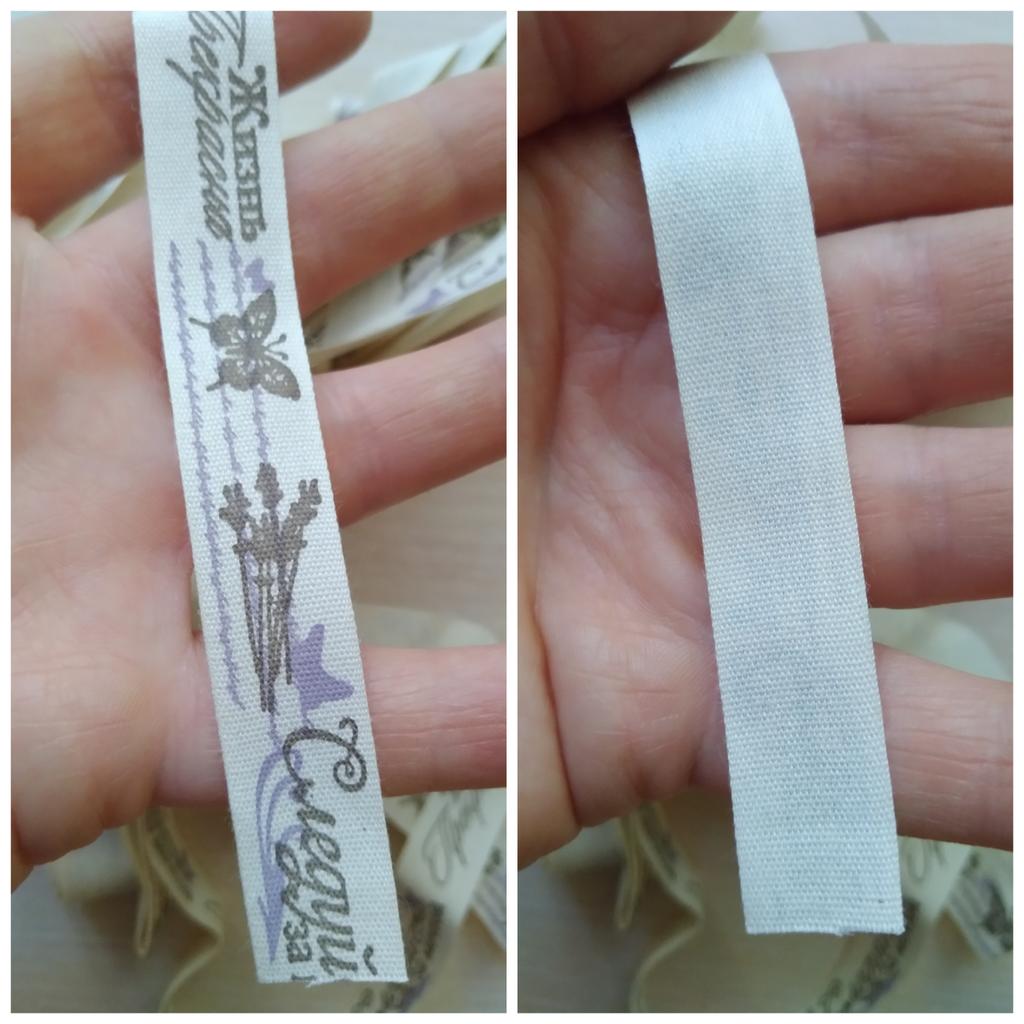 Жизнь
Прекрасна
Следуй
за